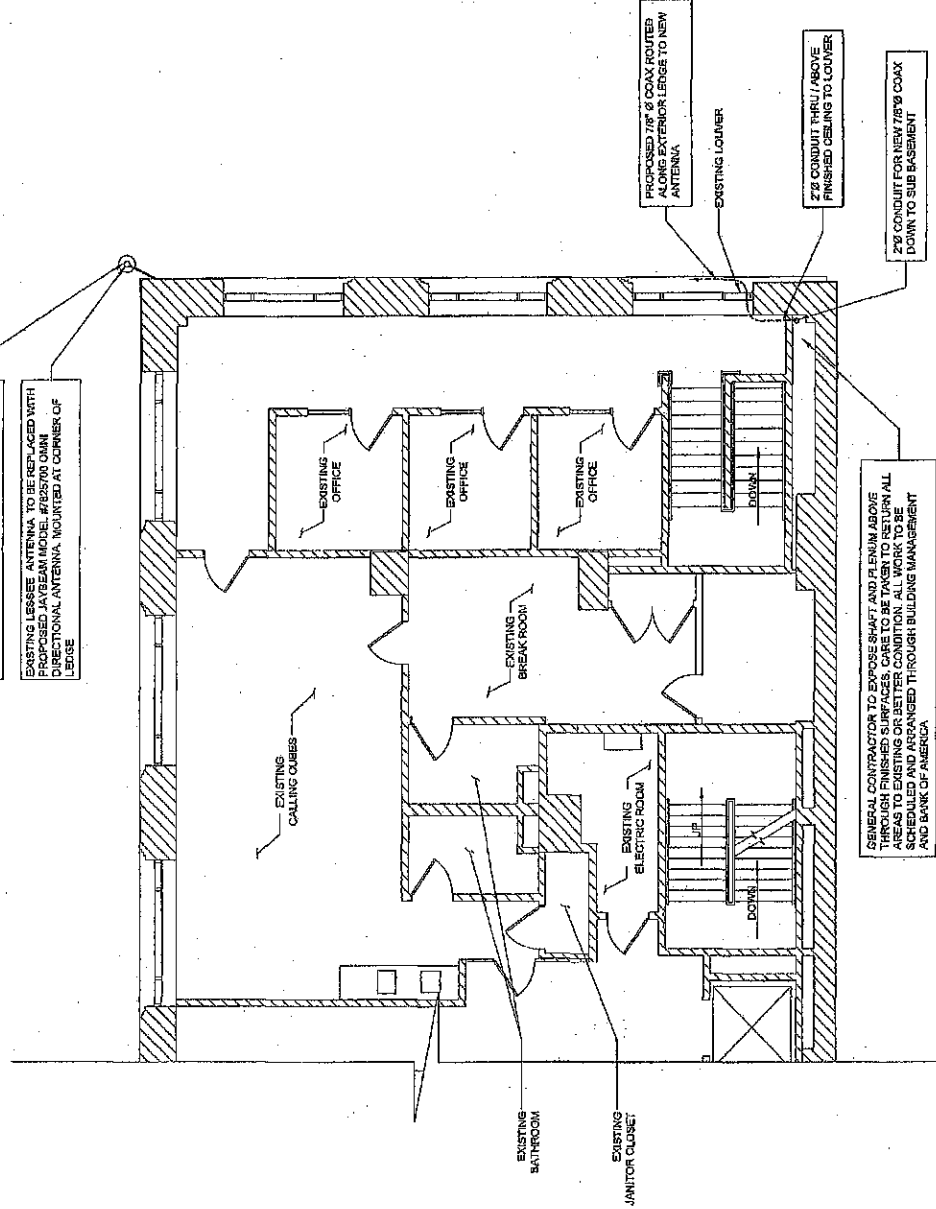 EXISTING LESSEE ANTENNA TO BE REPLACED WITH
PROPOSED JAYBEAM MODEL #7825700 OMNI
DIRECTIONAL ANTENNA. MOUNTED AT CORNER OF
LEDGE
PROPOSED 7/8" Ø COAX ROUTED
ALONG EXTERIOR LEDGE TO NEW
ANTENNA
EXISTING LOUVER
2"Ø CONDUIT THRU / ABOVE
FINISHED CEILING TO LOUVER
2"Ø CONDUIT FOR NEW 7/8"Ø COAX
DOWN TO SUB BASEMENT
EXISTING
OFFICE
EXISTING
OFFICE
EXISTING
OFFICE
DOWN
EXISTING
CALLING CUBES
EXISTING
BREAK ROOM
EXISTING
ELECTRIC ROOM
UP
DOWN
EXISTING
BATHROOM
EXISTING
JANITOR CLOSET
GENERAL CONTRACTOR TO EXPOSE SHAFT AND PLENUM ABOVE
THROUGH FINISHED SURFACES. CARE TO BE TAKEN TO RETURN ALL
AREAS TO EXISTING OR BETTER CONDITION. ALL WORK TO BE
SCHEDULED AND ARRANGED THROUGH BUILDING MANAGEMENT
AND BANK OF AMERICA